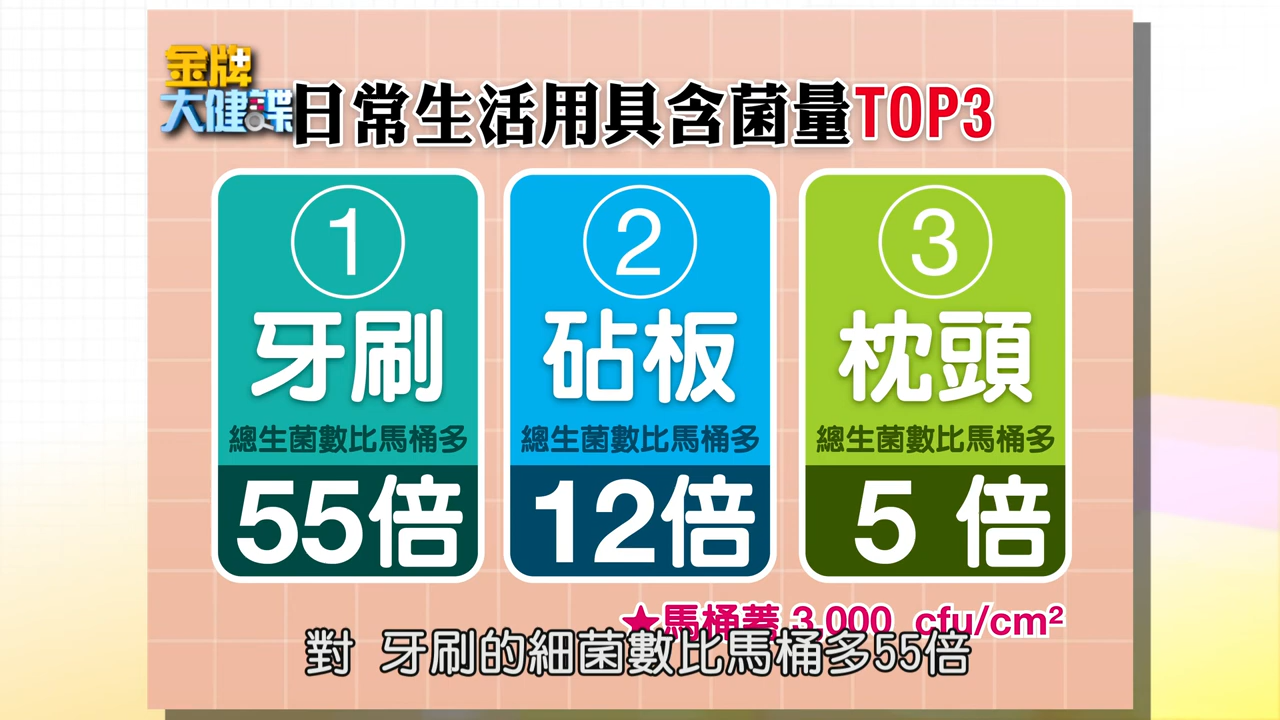 金牌
大健諜
日常生活用具含菌量TOP3
1
牙刷
總生菌數比馬桶多
55倍
2
砧板
總生菌數比馬桶多
12倍
3
枕頭
總生菌數比馬桶多
5 倍
★馬桶蓋 3,000 cfu/cm²
對 牙刷的細菌數比馬桶多55倍